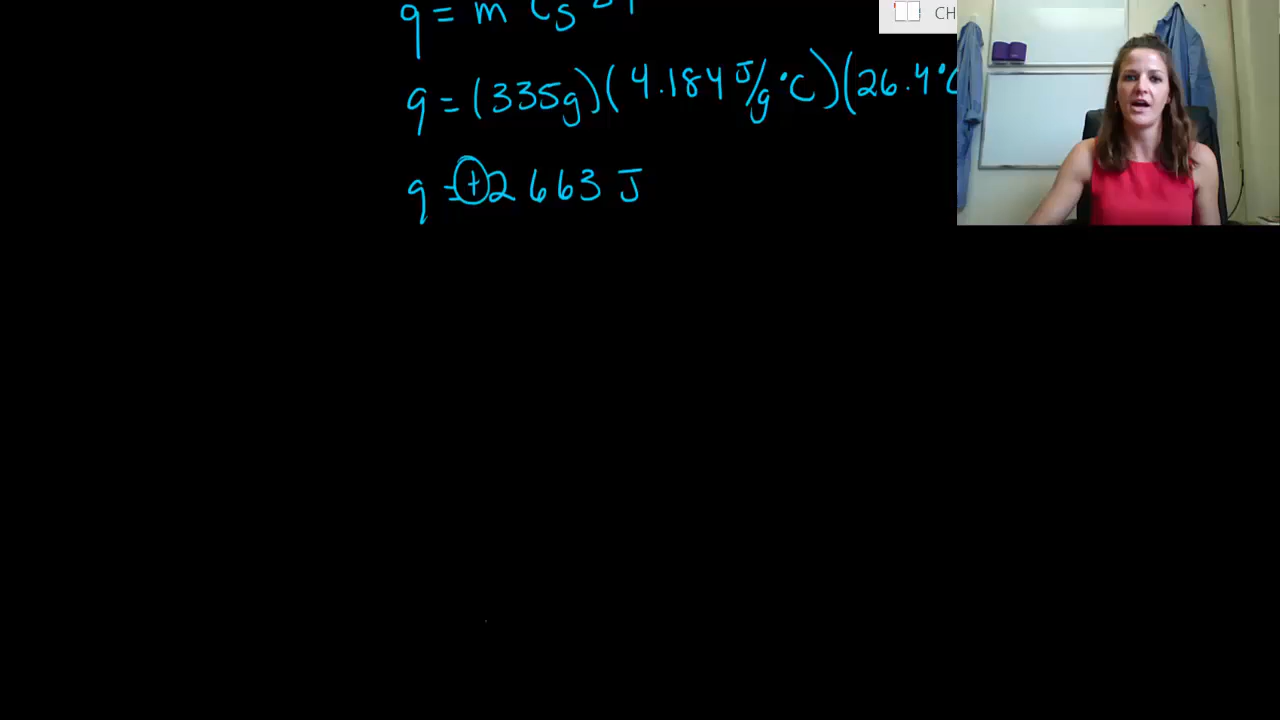 q = m Cs ΔT
CH
q = (335g)(4.184 J/g °C)(26.4°C
q = +2663 J